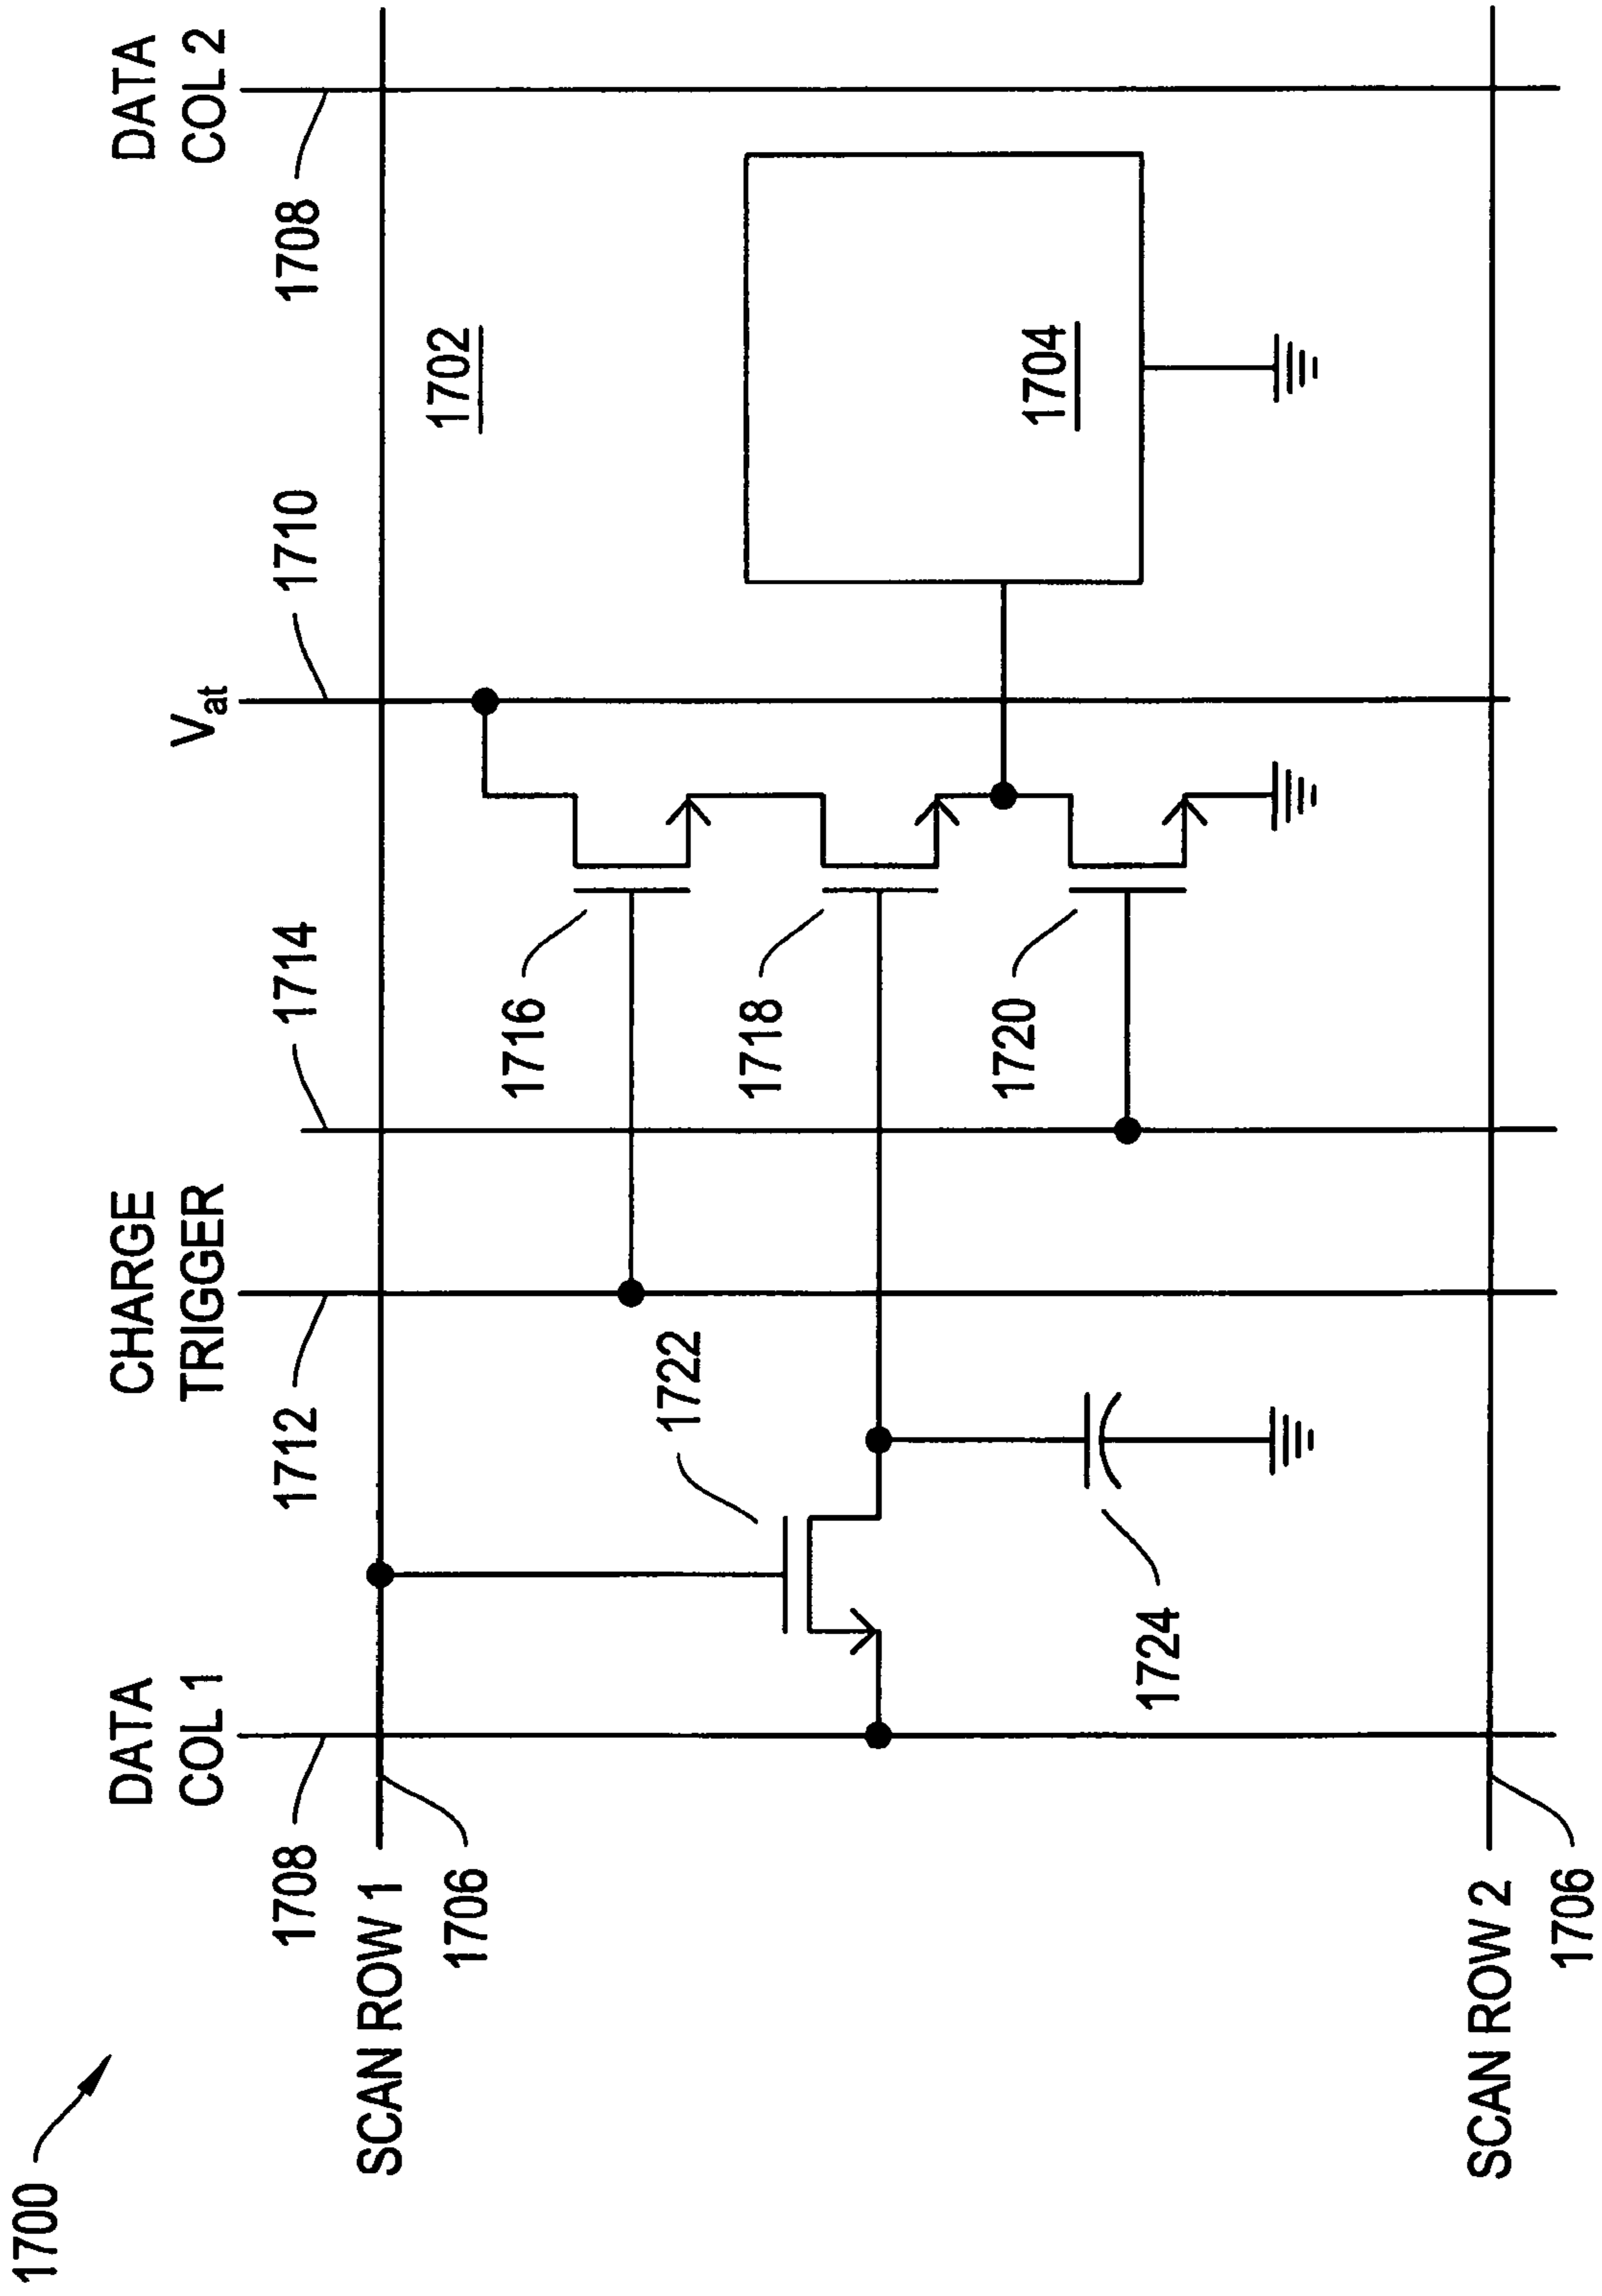 1700
DATA
COL 1
CHARGE
TRIGGER
V_at
DATA
COL 2
1708
1712
1714
1710
1708
SCAN ROW 1
1706
1702
1716
1722
1718
1720
1704
1724
SCAN ROW 2
1706